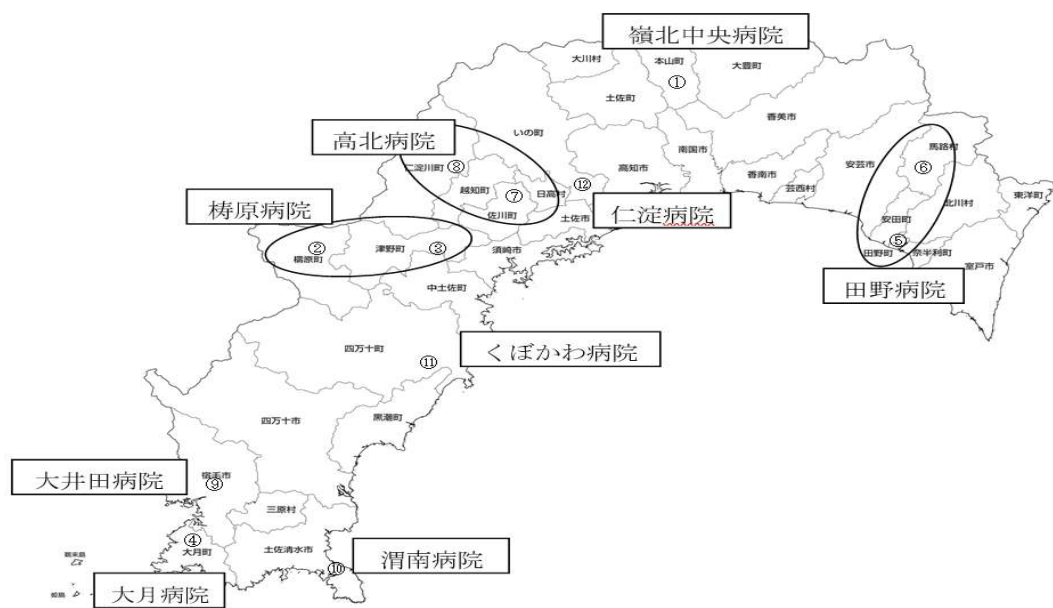 嶺北中央病院
大川村
本山町
大豊町
①
土佐町
香美市
高北病院
いの町
南国市
高知市
安芸市
馬路村
仁淀川町
⑧
⑥
越知町
⑦
日高村
⑫
香南市
芸西村
北川村
東洋町
梼原病院
佐川町
土佐市
仁淀病院
安田町
⑤
②
津野町
③
須崎市
田野町
奈半利町
梼原町
室戸市
中土佐町
田野病院
四万十町
くぼかわ病院
⑪
四万十市
黒潮町
大井田病院
宿毛市
⑨
三原村
④
大月町
土佐清水市
渭南病院
⑩
大月病院